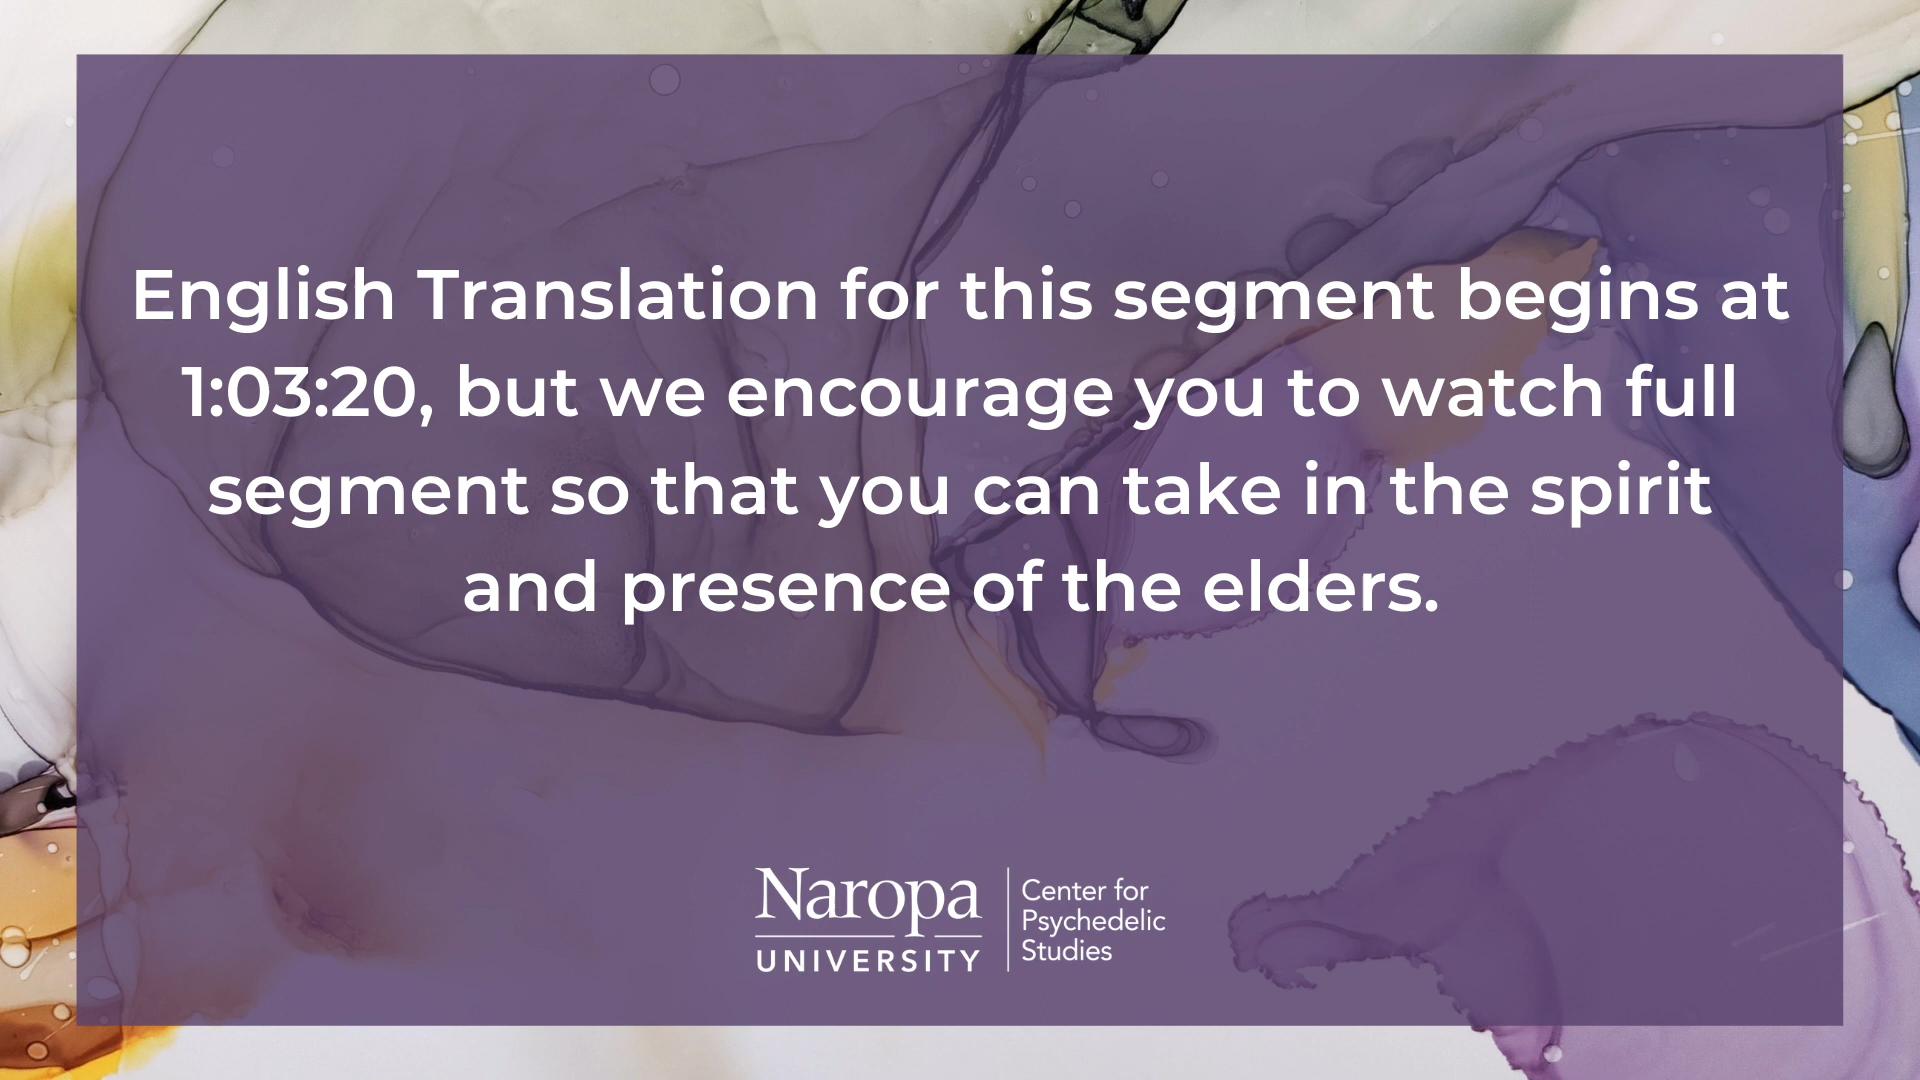 English Translation for this segment begins at
1:03:20, but we encourage you to watch full
segment so that you can take in the spirit
and presence of the elders.
Naropa
UNIVERSITY
Center for
Psychedelic
Studies